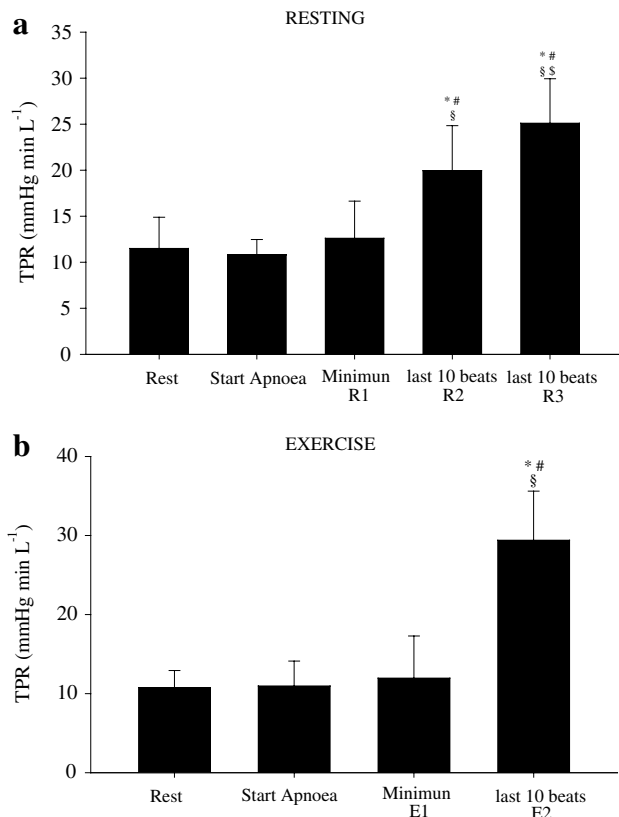 a
RESTING
TPR (mmHg min L⁻¹)
35
30
25
20
15
10
5
0
* #
§
* #
§ $
Rest
Start Apnoea
Minimun
R1
last 10 beats
R2
last 10 beats
R3
b
EXERCISE
TPR (mmHg min L⁻¹)
40
30
20
10
0
* #
§
Rest
Start Apnoea
Minimun
E1
last 10 beats
E2